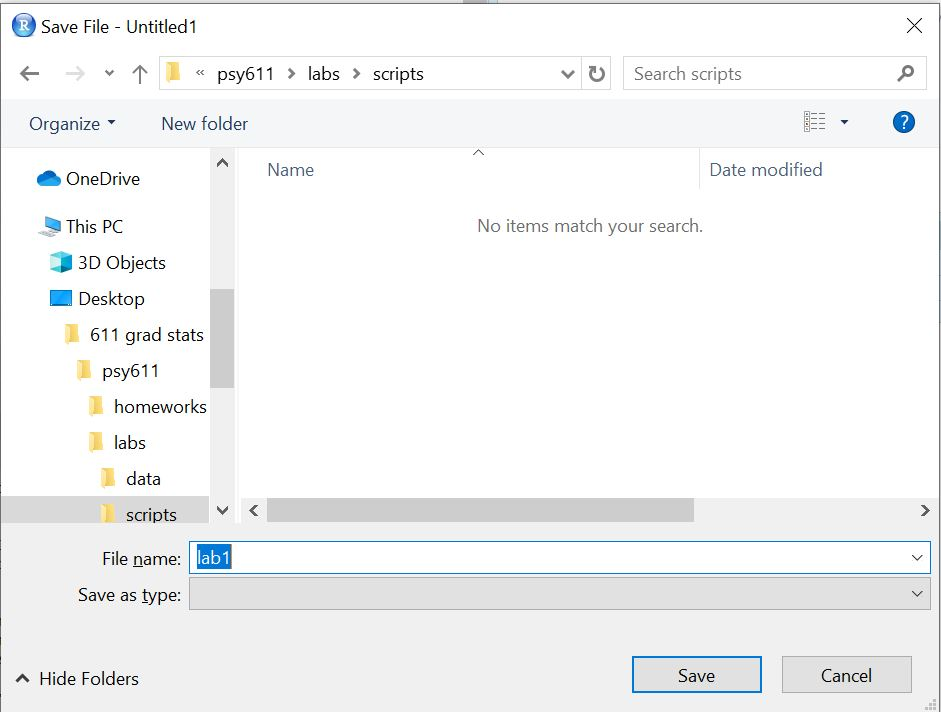 R Save File - Untitled1
« psy611 > labs > scripts
Search scripts
Organize
New folder
?
Name
Date modified
No items match your search.
OneDrive
This PC
3D Objects
Desktop
611 grad stats
psy611
homeworks
labs
data
scripts
File name: lab1
Save as type:
Hide Folders
Save
Cancel